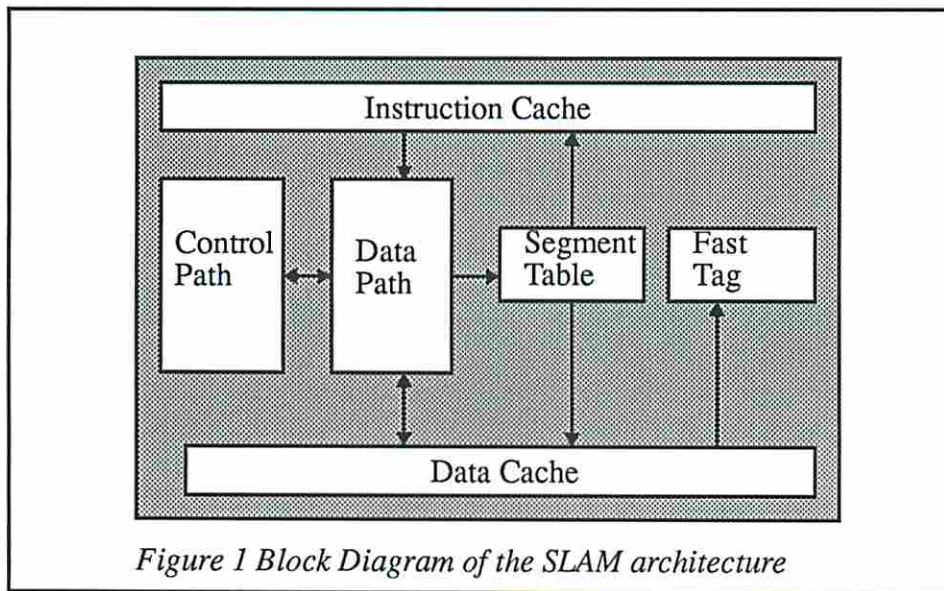 Instruction Cache
Control
Path
Data
Path
Segment
Table
Fast
Tag
Data Cache
Figure 1 Block Diagram of the SLAM architecture